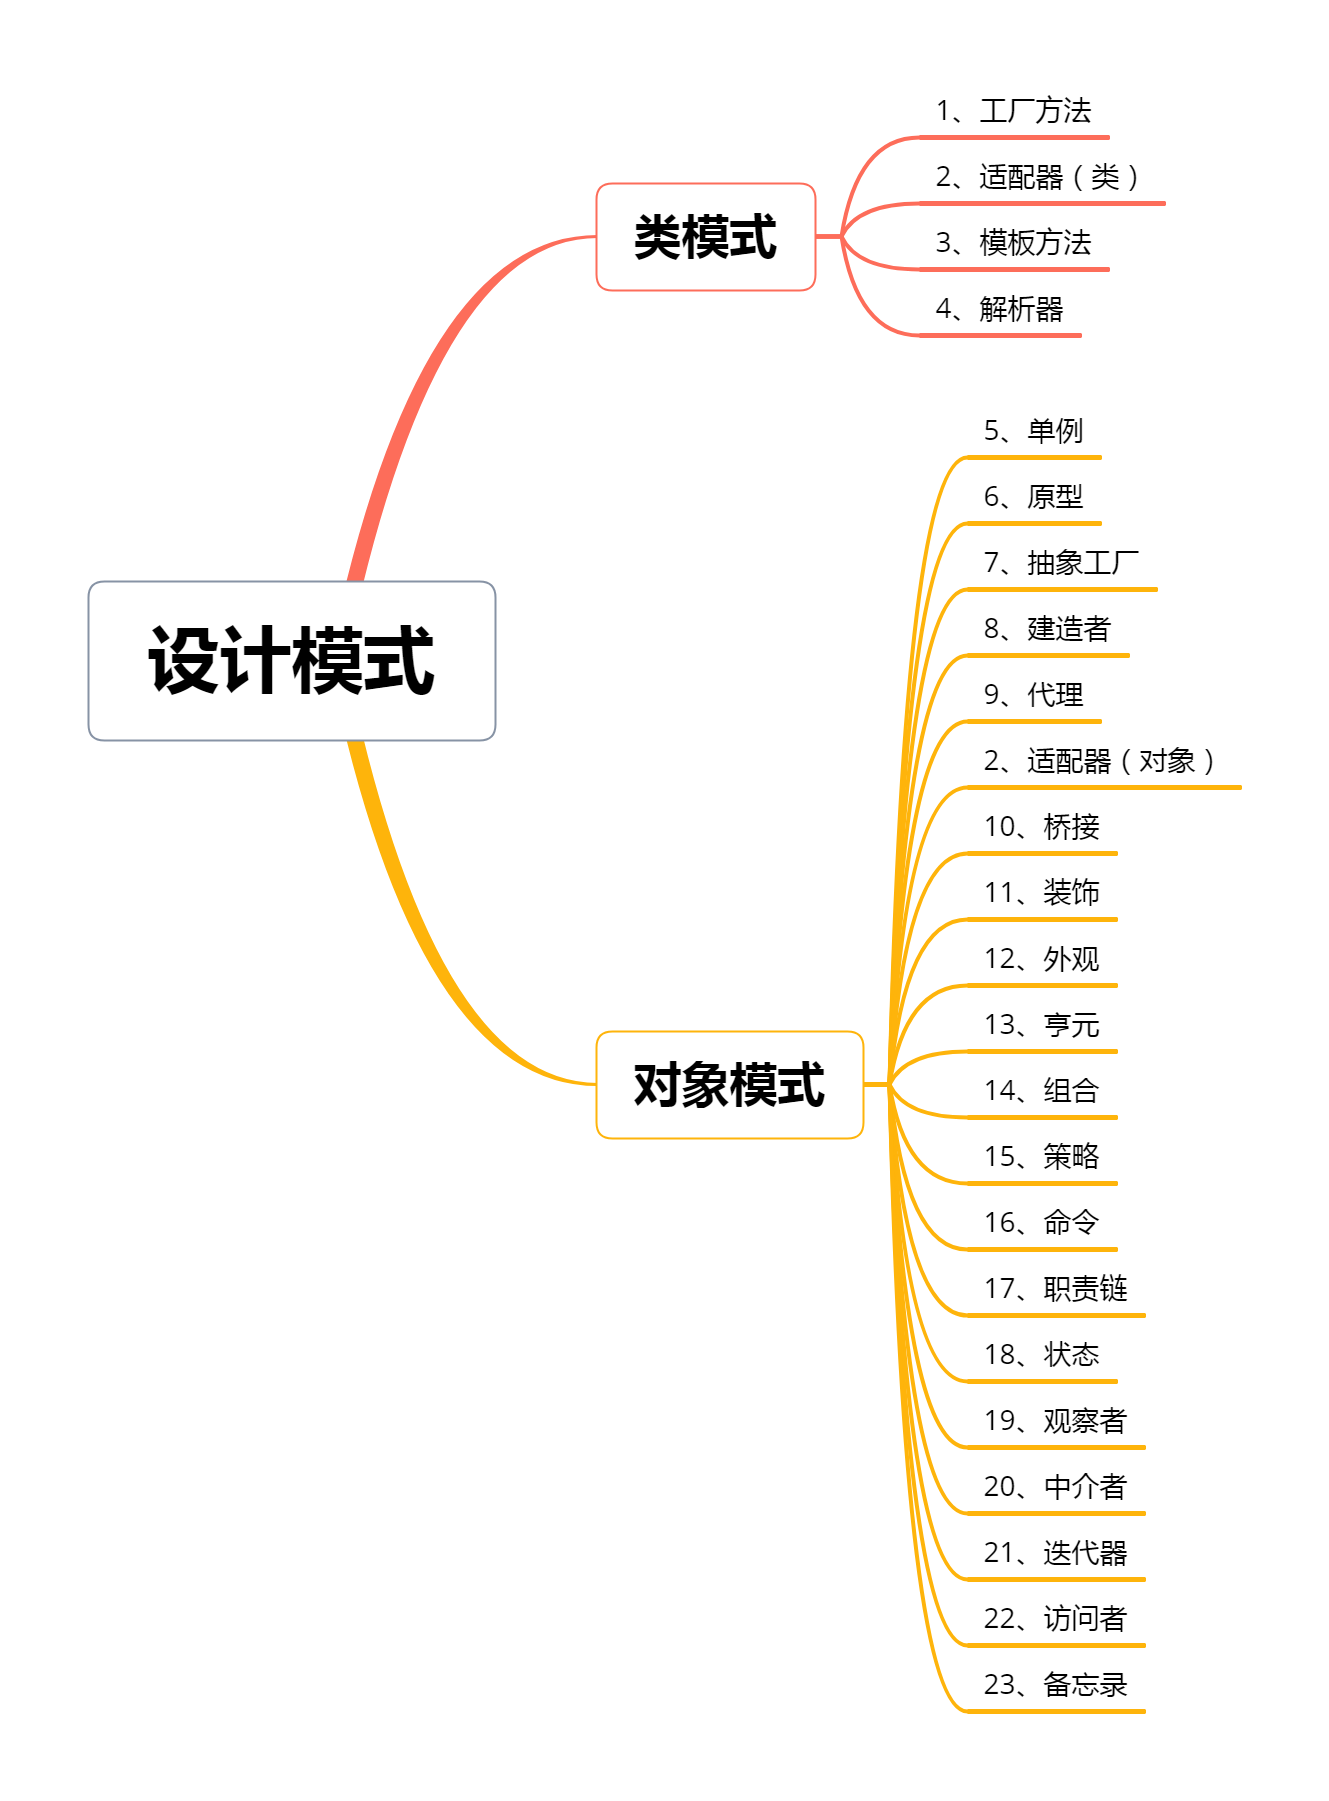 设计模式
类模式
1、工厂方法
2、适配器（类）
3、模板方法
4、解析器
对象模式
5、单例
6、原型
7、抽象工厂
8、建造者
9、代理
2、适配器（对象）
10、桥接
11、装饰
12、外观
13、亨元
14、组合
15、策略
16、命令
17、职责链
18、状态
19、观察者
20、中介者
21、迭代器
22、访问者
23、备忘录